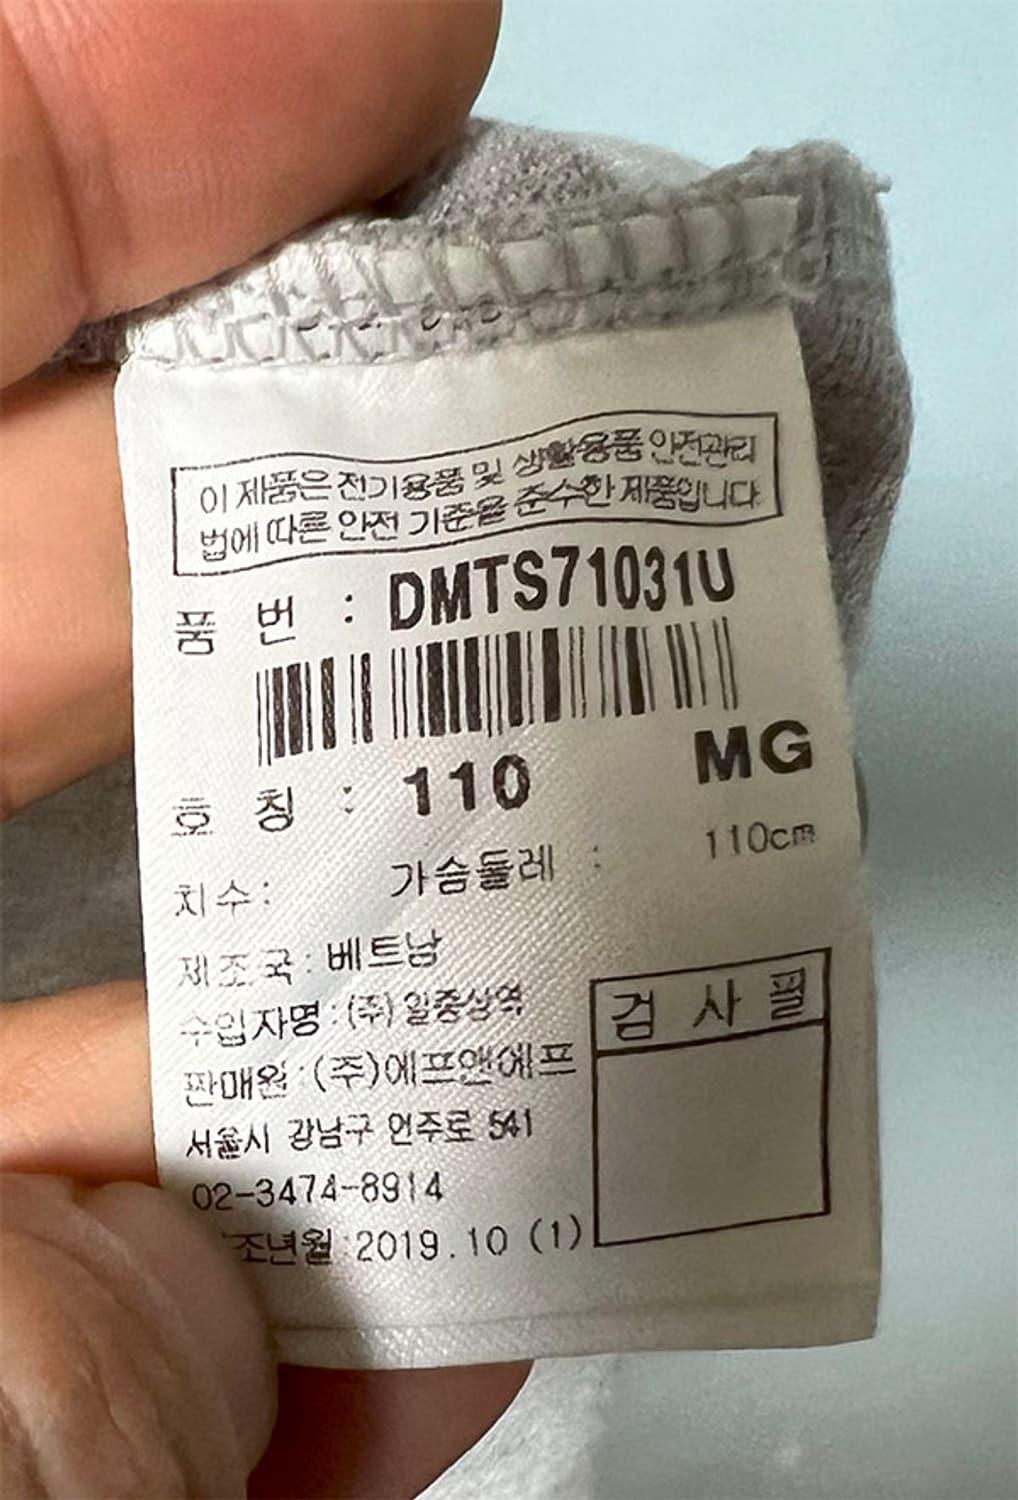 이 제품은 전기용품 및 생활용품 안전관리
법에 따른 안전 기준을 준수한 제품입니다
품 번 : DMTS71031U
호 칭 : 110 MG
치수: 가슴둘레 : 110cm
제조국: 베트남
수입자명:(주)일중상역
판매원:(주)에프앤에프
서울시 강남구 언주로 541
02-3474-8914
조년월:2019.10 (1)
검 사 필